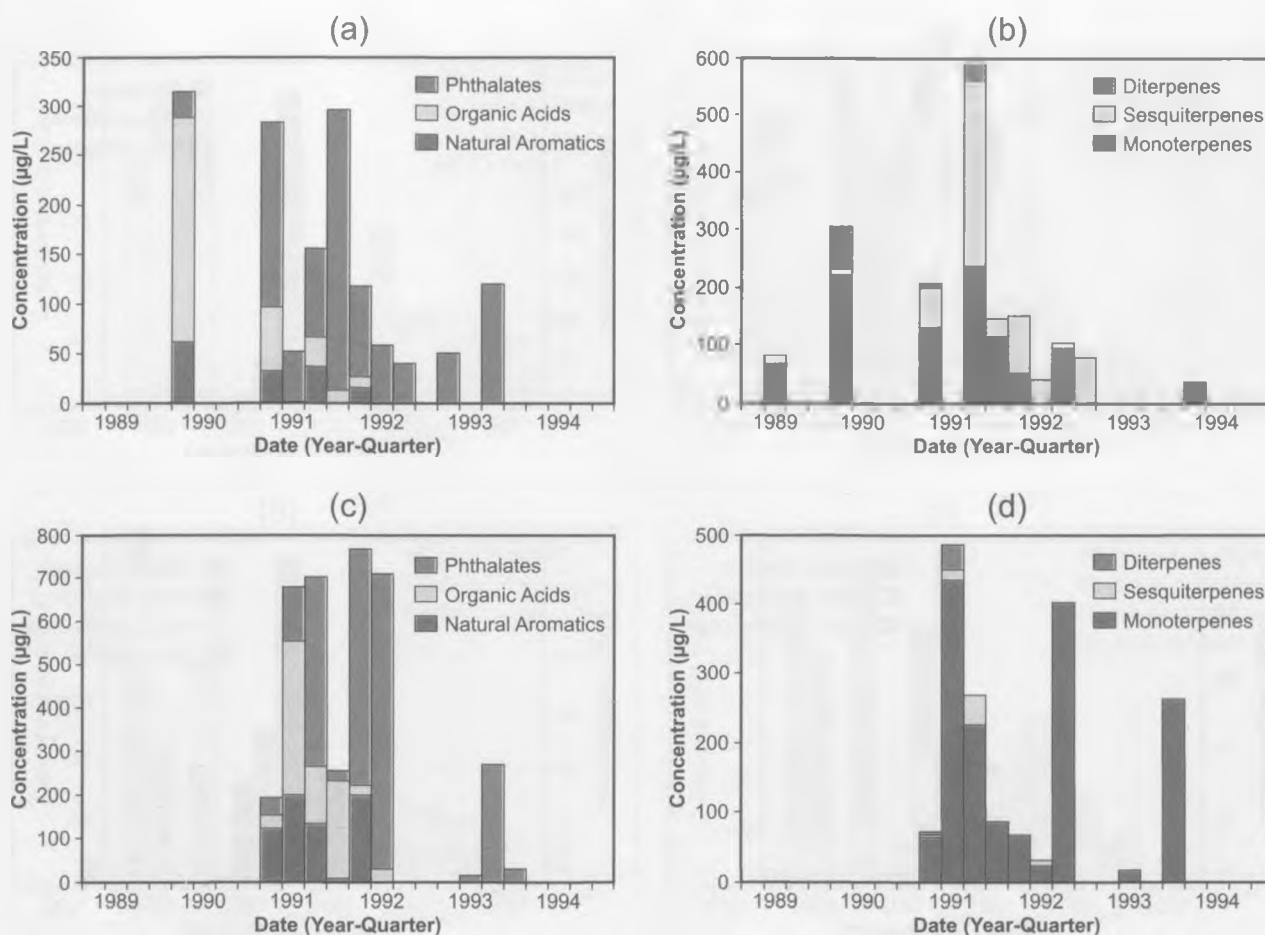 (a)
350
300
250
200
150
100
50
0
Concentration (µg/L)
Phthalates
Organic Acids
Natural Aromatics
1989 1990 1991 1992 1993 1994
Date (Year-Quarter)
(b)
600
500
400
300
200
100
0
Concentration (µg/L)
Diterpenes
Sesquiterpenes
Monoterpenes
1989 1990 1991 1992 1993 1994
Date (Year-Quarter)
(c)
800
700
600
500
400
300
200
100
0
Concentration (µg/L)
Phthalates
Organic Acids
Natural Aromatics
1989 1990 1991 1992 1993 1994
Date (Year-Quarter)
(d)
500
400
300
200
100
0
Concentration (µg/L)
Diterpenes
Sesquiterpenes
Monoterpenes
1989 1990 1991 1992 1993 1994
Date (Year-Quarter)